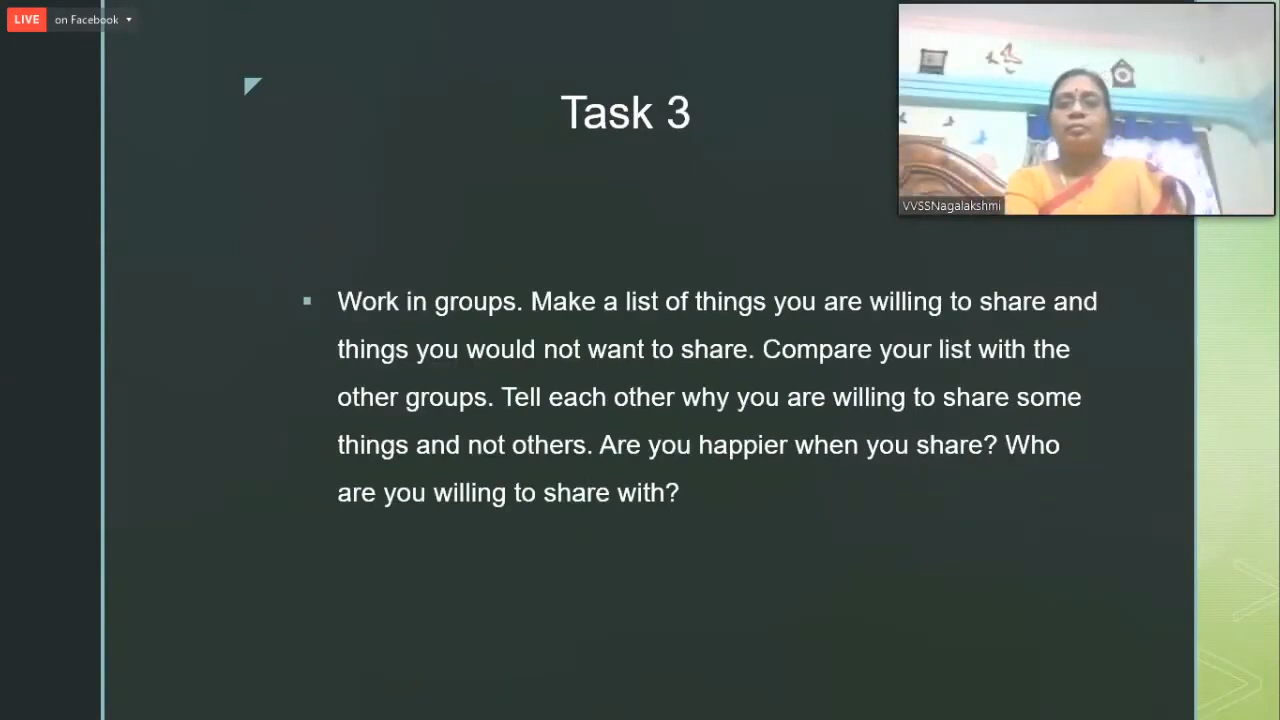 LIVE on Facebook
Task 3
VVSSNagalakshmi
Work in groups. Make a list of things you are willing to share and
things you would not want to share. Compare your list with the
other groups. Tell each other why you are willing to share some
things and not others. Are you happier when you share? Who
are you willing to share with?